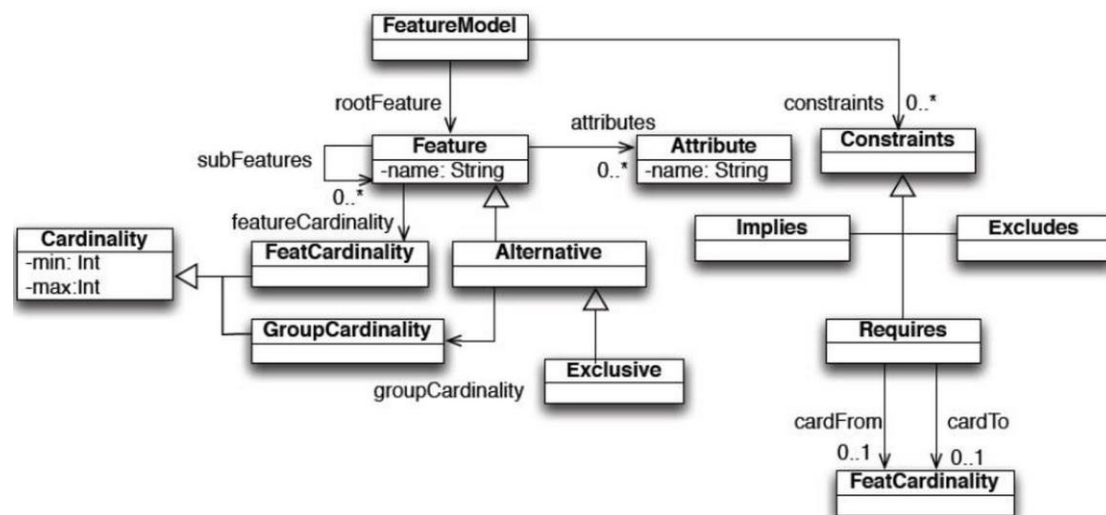 FeatureModel
rootFeature
constraints
0..*
attributes
Feature
-name: String
0..*
Attribute
-name: String
Constraints
subFeatures
0..*
featureCardinality
Cardinality
-min: Int
-max:Int
FeatCardinality
Alternative
Implies
Excludes
GroupCardinality
groupCardinality
Exclusive
Requires
cardFrom
cardTo
0..1
0..1
FeatCardinality